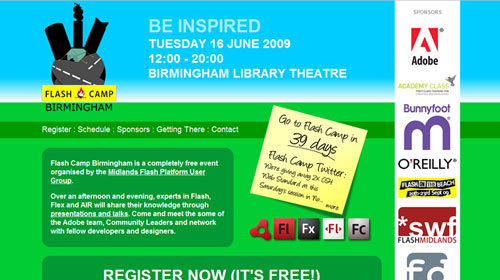 BE INSPIRED
TUESDAY 16 JUNE 2009
12:00 - 20:00
BIRMINGHAM LIBRARY THEATRE
FLASH CAMP
BIRMINGHAM
Register : Schedule : Sponsors : Getting There : Contact
Flash Camp Birmingham is a completely free event
organised by the Midlands Flash Platform User
Group.
Over an afternoon and evening, experts in Flash,
Flex and AIR will share their knowledge through
presentations and talks. Come and meet the some of
the Adobe team, Community Leaders and network
with fellow developers and designers.
Go to Flash Camp in
39 days
Flash Camp Twitter:
We're giving away 2x CS4
Web Standard at this
Saturday's session in
more
Fl Fx Fl Fc
REGISTER NOW (IT'S FREE!)
SPONSORS
Adobe
ACADEMY CLASS
Bunnyfoot
O'REILLY
FLASH ON THE BEACH
20th-23rd Sept 09
*swf
FLASHMIDLANDS